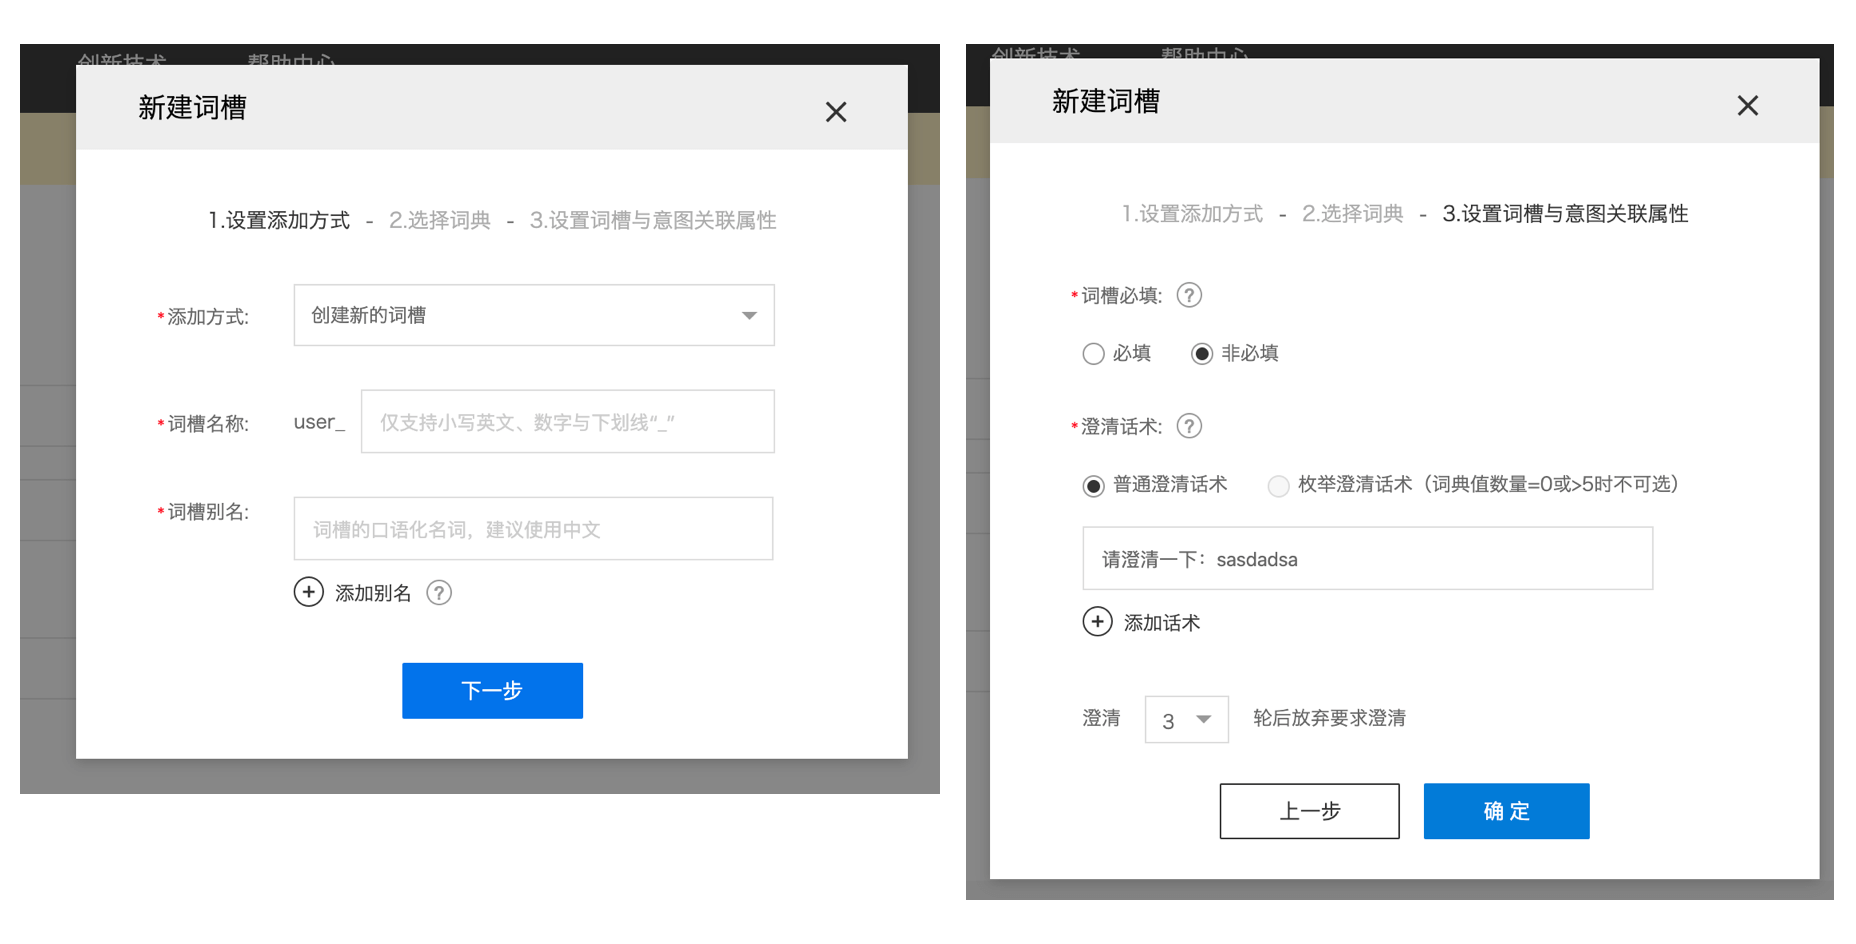 创新技术 帮助中心
新建词槽
1.设置添加方式 - 2.选择词典 - 3.设置词槽与意图关联属性
*添加方式: 创建新的词槽
*词槽名称: user_ 仅支持小写英文、数字与下划线“_”
*词槽别名: 词槽的口语化名词，建议使用中文
添加别名 ?
下一步
创新技术 帮助中心
新建词槽
1.设置添加方式 - 2.选择词典 - 3.设置词槽与意图关联属性
*词槽必填: ?
必填 非必填
*澄清话术: ?
普通澄清话术 枚举澄清话术（词典值数量=0或>5时不可选）
请澄清一下：sasdadsa
添加话术
澄清 3 轮后放弃要求澄清
上一步 确 定